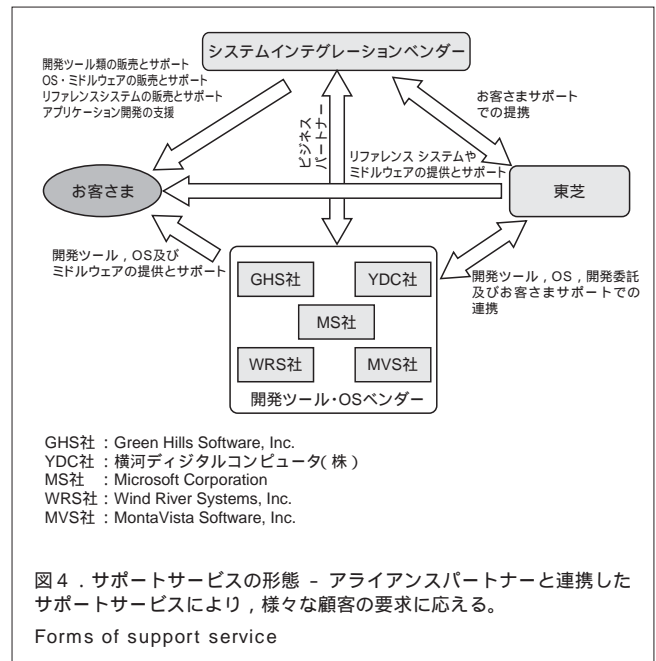 システムインテグレーションベンダー
開発ツール類の販売とサポート
OS・ミドルウェアの販売とサポート
リファレンスシステムの販売とサポート
アプリケーション開発の支援
お客さまサポート
での提携
ビジネス
パートナー
リファレンス システムや
ミドルウェアの提供とサポート
お客さま
東芝
開発ツール，OS及び
ミドルウェアの提供とサポート
開発ツール，OS，開発委託
及びお客さまサポートでの
連携
GHS社
YDC社
MS社
WRS社
MVS社
開発ツール・OSベンダー
GHS社：Green Hills Software, Inc.
YDC社：横河ディジタルコンピュータ(株)
MS社　：Microsoft Corporation
WRS社：Wind River Systems, Inc.
MVS社：MontaVista Software, Inc.
図4．サポートサービスの形態 － アライアンスパートナーと連携した
サポートサービスにより，様々な顧客の要求に応える。
Forms of support service